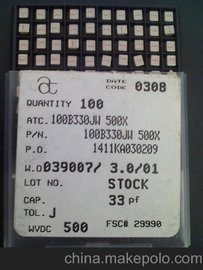 DATE CODE 0308
QUANTITY 100
ATC. 100B330JW 500X
P/N. 100B330JW 500X
P.O. 1411KA030209
W.O 039007/ 3.0/01
LOT NO. STOCK
CAP. 33 pf
TOL. J
WVDC 500 FSC# 29990
china.makepolo.com